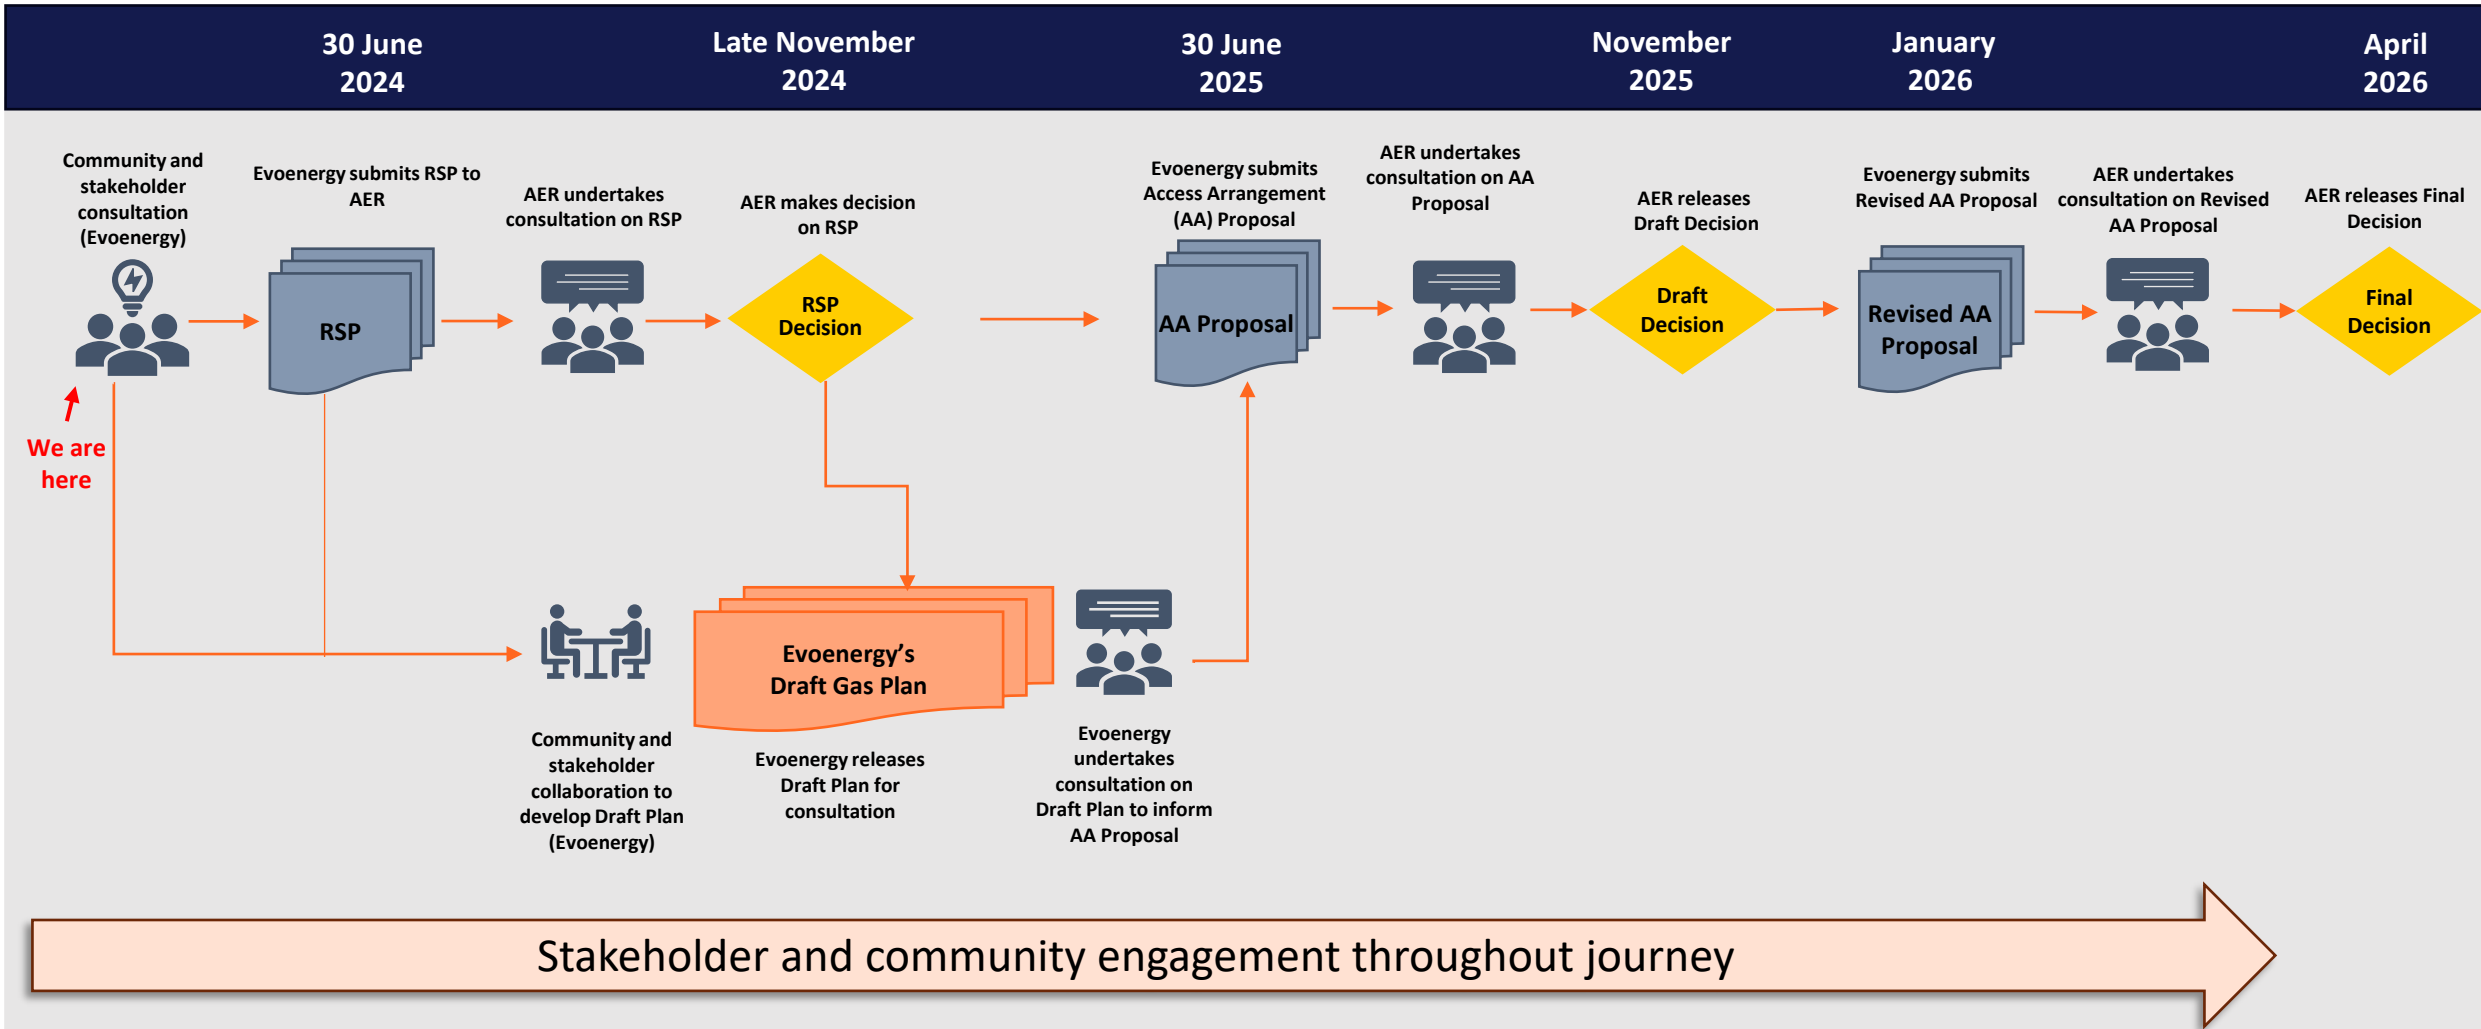 30 June
2024
Late November
2024
30 June
2025
November
2025
January
2026
April
2026
Community and
stakeholder
consultation
(Evoenergy)
Evoenergy submits RSP to
AER
AER undertakes
consultation on RSP
AER makes decision
on RSP
Evoenergy submits
Access Arrangement
(AA) Proposal
AER undertakes
consultation on AA
Proposal
AER releases
Draft Decision
Evoenergy submits
Revised AA Proposal
AER undertakes
consultation on Revised
AA Proposal
AER releases Final
Decision
RSP
RSP
Decision
AA Proposal
Draft
Decision
Revised AA
Proposal
Final
Decision
We are
here
Evoenergy's
Draft Gas Plan
Community and
stakeholder
collaboration to
develop Draft Plan
(Evoenergy)
Evoenergy releases
Draft Plan for
consultation
Evoenergy
undertakes
consultation on
Draft Plan to inform
AA Proposal
Stakeholder and community engagement throughout journey